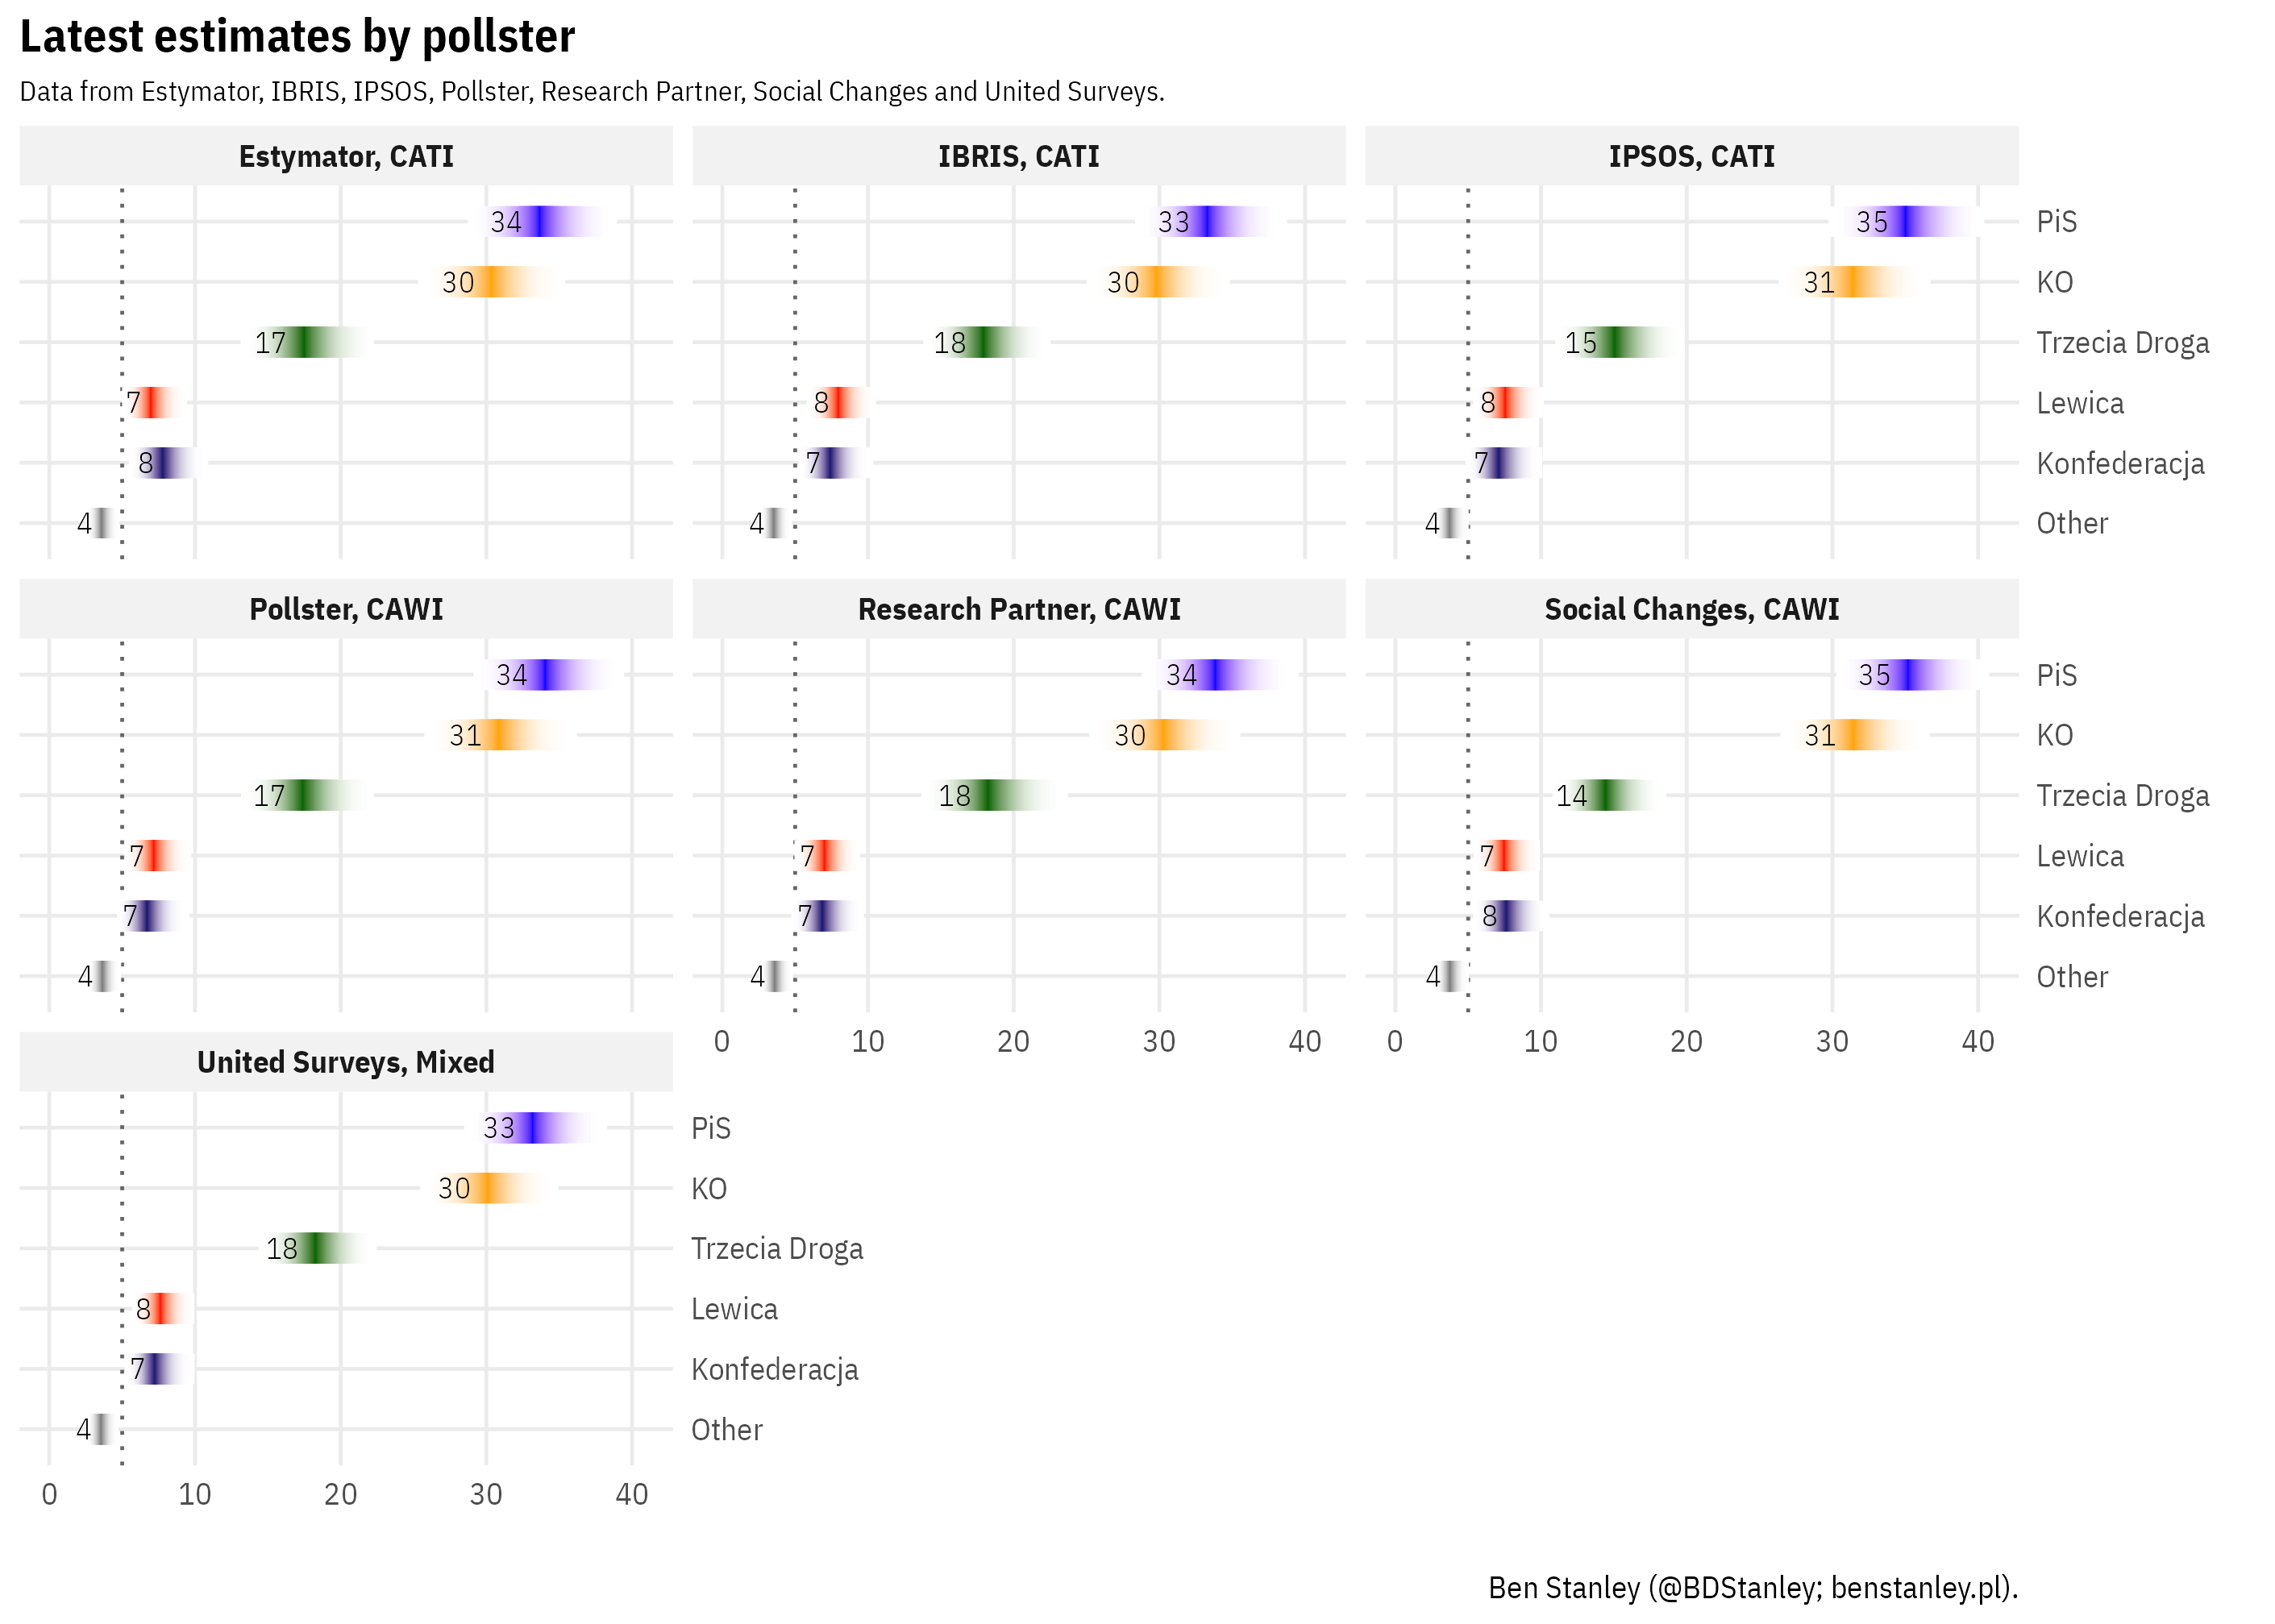 Latest estimates by pollster
Data from Estymator, IBRIS, IPSOS, Pollster, Research Partner, Social Changes and United Surveys.
Estymator, CATI
IBRIS, CATI
IPSOS, CATI
34 33 35 PiS
30 30 31 KO
17 18 15 Trzecia Droga
7 8 8 Lewica
8 7 7 Konfederacja
4 4 4 Other
Pollster, CAWI
Research Partner, CAWI
Social Changes, CAWI
34 34 35 PiS
31 30 31 KO
17 18 14 Trzecia Droga
7 7 7 Lewica
7 7 8 Konfederacja
4 4 4 Other
0 10 20 30 40 0 10 20 30 40
United Surveys, Mixed
33 PiS
30 KO
18 Trzecia Droga
8 Lewica
7 Konfederacja
4 Other
0 10 20 30 40
Ben Stanley (@BDStanley; benstanley.pl).